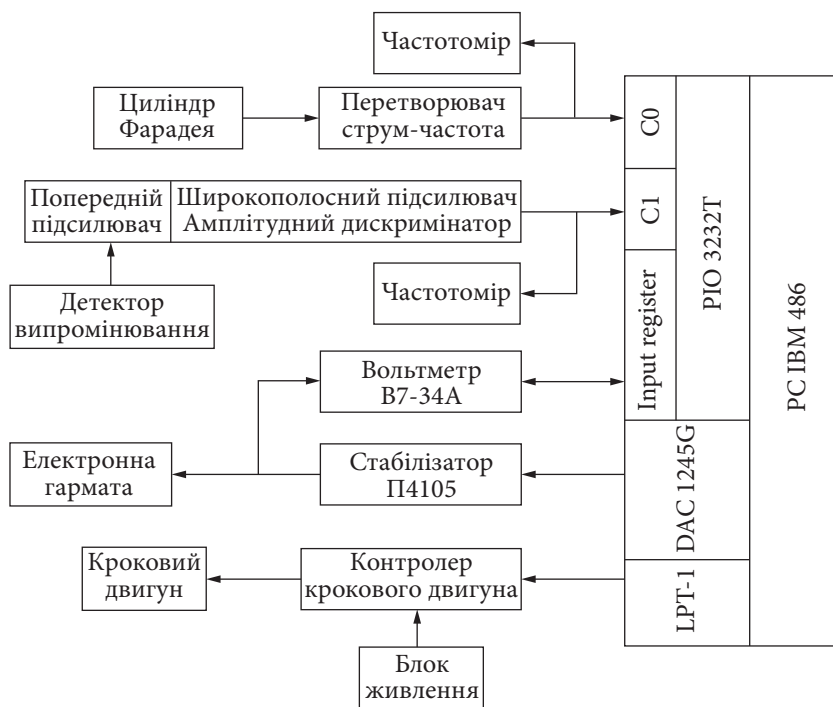 Частотомір
Циліндр
Фарадея
Перетворювач
струм-частота
C0
Попередній
підсилювач
Широкополосний підсилювач
Амплітудний дискримінатор
C1
PIO 3232T
Частотомір
Детектор
випромінювання
Input register
PC IBM 486
Вольтметр
В7-34А
Електронна
гармата
Стабілізатор
П4105
DAC 1245G
Кроковий
двигун
Контролер
крокового двигуна
LPT-1
Блок
живлення